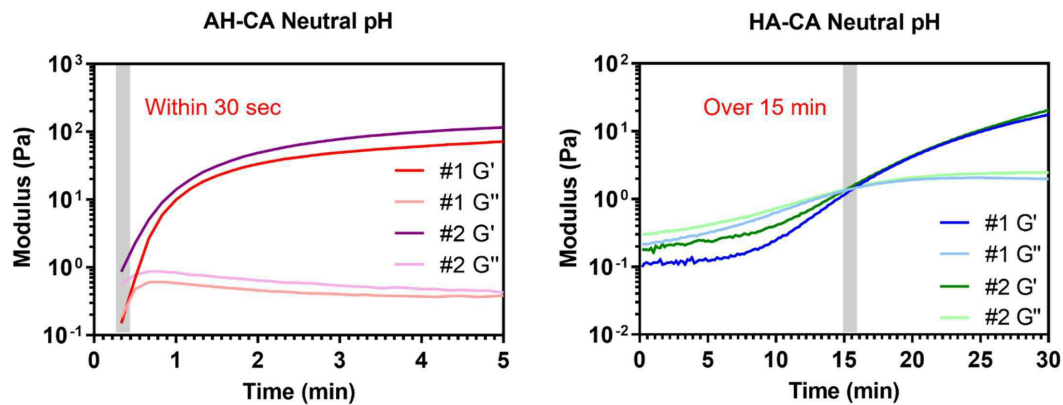 AH-CA Neutral pH
Modulus (Pa)
10³
10²
10¹
10⁰
10⁻¹
Within 30 sec
#1 G'
#1 G''
#2 G'
#2 G''
0 1 2 3 4 5
Time (min)
HA-CA Neutral pH
Modulus (Pa)
10²
10¹
10⁰
10⁻¹
10⁻²
Over 15 min
#1 G'
#1 G''
#2 G'
#2 G''
0 5 10 15 20 25 30
Time (min)